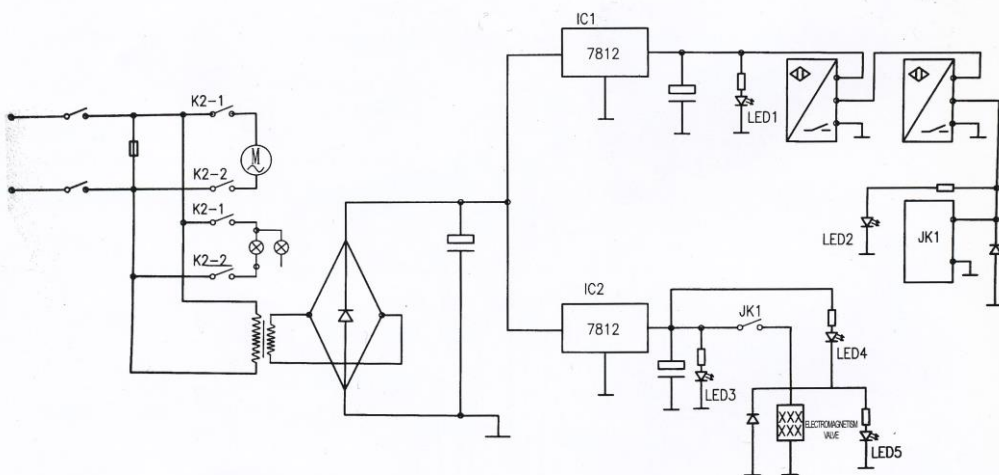 IC1
7812
K2-1
LED1
M
K2-2
K2-1
LED2
JK1
K2-2
IC2
7812
JK1
LED4
LED3
ELECTROMAGNETISM
VALVE
LED5